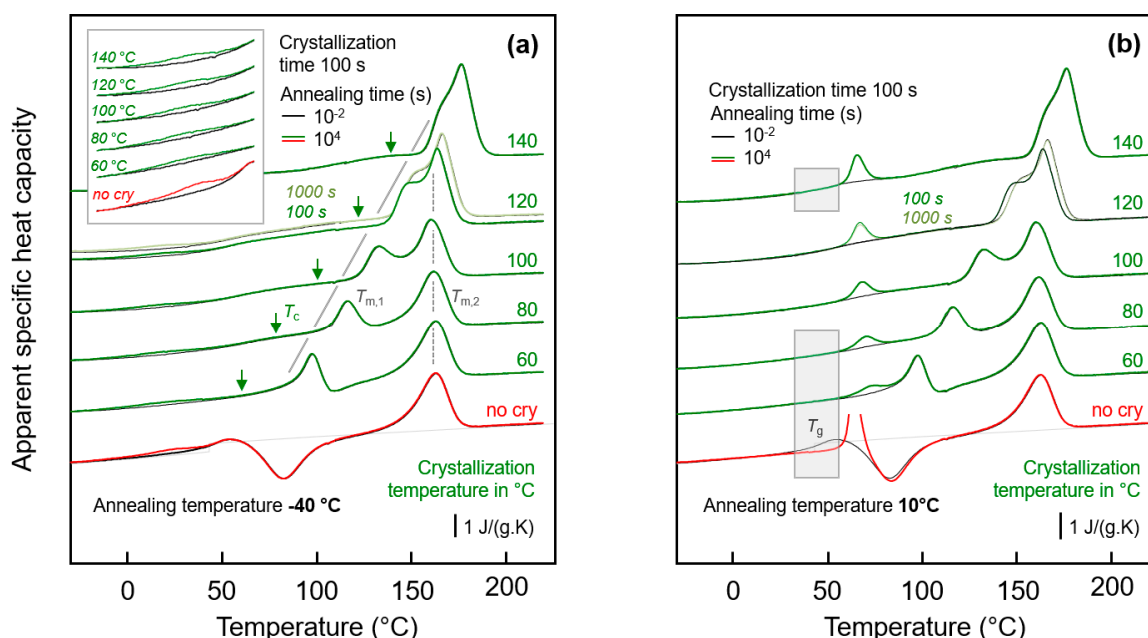 Apparent specific heat capacity
(a)
140 °C
120 °C
100 °C
80 °C
60 °C
no cry
Crystallization
time 100 s
Annealing time (s)
10⁻²
10⁴
1000 s
100 s
140
120
100
80
60
no cry
Tc
Tm,1
Tm,2
Crystallization
temperature in °C
Annealing temperature -40 °C
1 J/(g.K)
0
50
100
150
200
Temperature (°C)
Apparent specific heat capacity
(b)
Crystallization time 100 s
Annealing time (s)
10⁻²
10⁴
100 s
1000 s
140
120
100
80
60
no cry
Tg
Crystallization
temperature in °C
Annealing temperature 10°C
1 J/(g.K)
0
50
100
150
200
Temperature (°C)